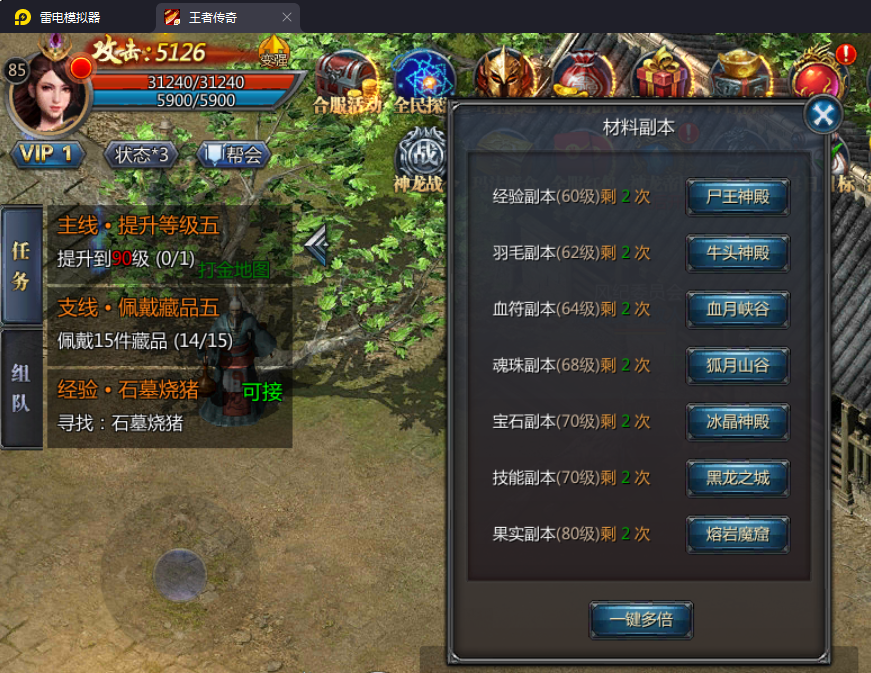 雷电模拟器
王者传奇
85
攻击:5126
变强
31240/31240
5900/5900
VIP 1
状态*3
帮会
合服活动
全民探
神龙战
标
任务
组队
主线·提升等级五
提升到90级 (0/1)
打金地图
支线·佩戴藏品五
佩戴15件藏品 (14/15)
经验·石墓烧猪
可接
寻找：石墓烧猪
材料副本
经验副本(60级)剩 2 次
尸王神殿
羽毛副本(62级)剩 2 次
牛头神殿
血符副本(64级)剩 2 次
血月峡谷
魂珠副本(68级)剩 2 次
狐月山谷
宝石副本(70级)剩 2 次
冰晶神殿
技能副本(70级)剩 2 次
黑龙之城
果实副本(80级)剩 2 次
熔岩魔窟
一键多倍